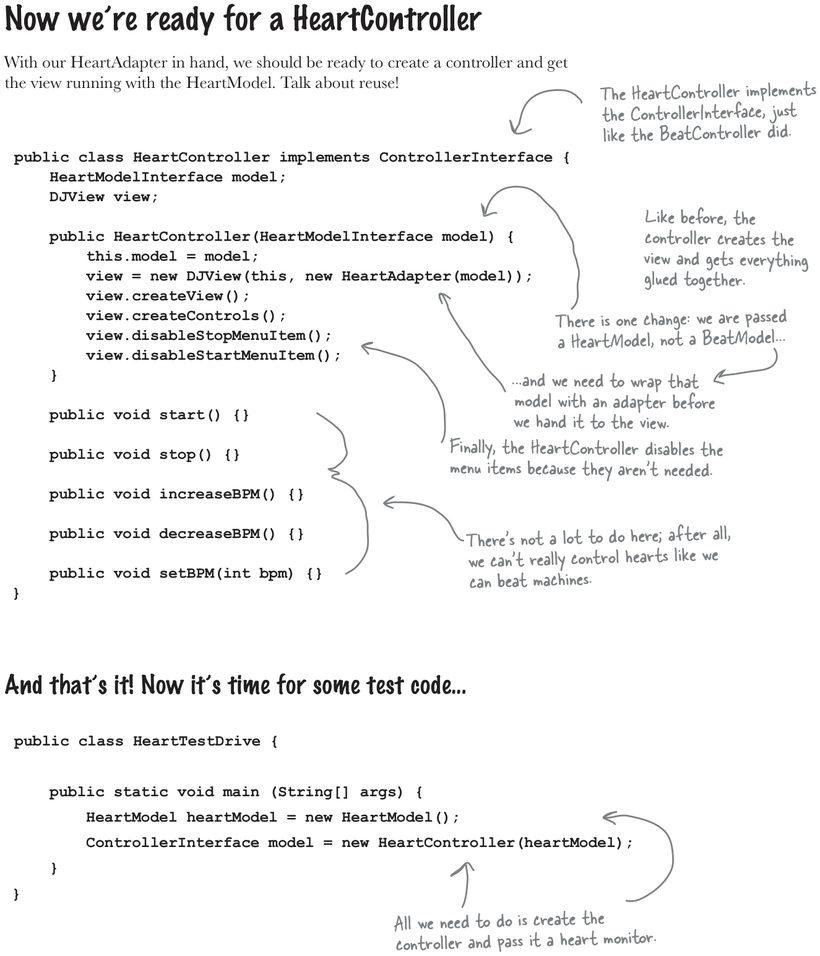 Now we're ready for a HeartController
With our HeartAdapter in hand, we should be ready to create a controller and get
the view running with the HeartModel. Talk about reuse!
The HeartController implements
the ControllerInterface, just
like the BeatController did.
public class HeartController implements ControllerInterface {
    HeartModelInterface model;
    DJView view;
    public HeartController(HeartModelInterface model) {
        this.model = model;
        view = new DJView(this, new HeartAdapter(model));
        view.createView();
        view.createControls();
        view.disableStopMenuItem();
        view.disableStartMenuItem();
    }
Like before, the
controller creates the
view and gets everything
glued together.
There is one change: we are passed
a HeartModel, not a BeatModel...
...and we need to wrap that
model with an adapter before
we hand it to the view.
Finally, the HeartController disables the
menu items because they aren't needed.
    public void start() {}
    public void stop() {}
    public void increaseBPM() {}
    public void decreaseBPM() {}
    public void setBPM(int bpm) {}
}
There's not a lot to do here; after all,
we can't really control hearts like we
can beat machines.
And that's it! Now it's time for some test code...
public class HeartTestDrive {
    public static void main (String[] args) {
        HeartModel heartModel = new HeartModel();
        ControllerInterface model = new HeartController(heartModel);
    }
}
All we need to do is create the
controller and pass it a heart monitor.